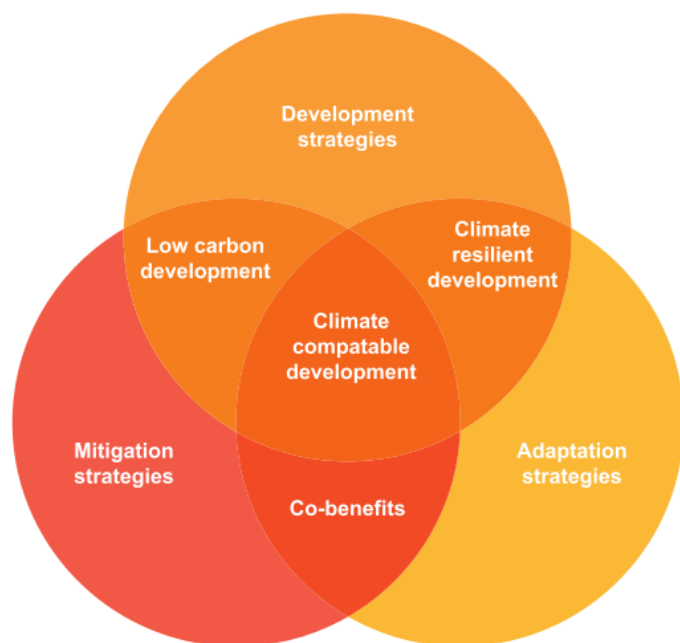 Development
strategies
Low carbon
development
Climate
resilient
development
Climate
compatable
development
Mitigation
strategies
Adaptation
strategies
Co-benefits